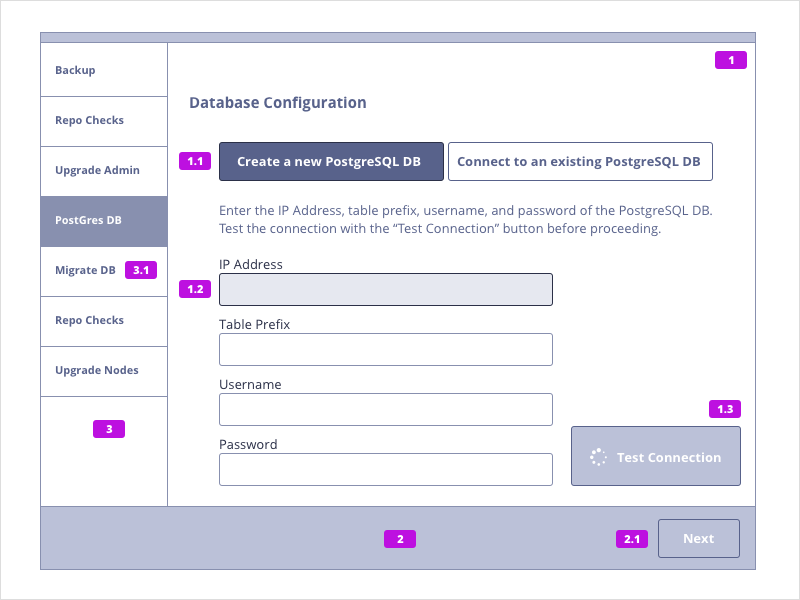 Backup
Repo Checks
Upgrade Admin
PostGres DB
Migrate DB 3.1
Repo Checks
Upgrade Nodes
3
1
Database Configuration
1.1 Create a new PostgreSQL DB Connect to an existing PostgreSQL DB
Enter the IP Address, table prefix, username, and password of the PostgreSQL DB.
Test the connection with the “Test Connection” button before proceeding.
IP Address
1.2
Table Prefix
Username
Password
1.3
Test Connection
2
2.1 Next